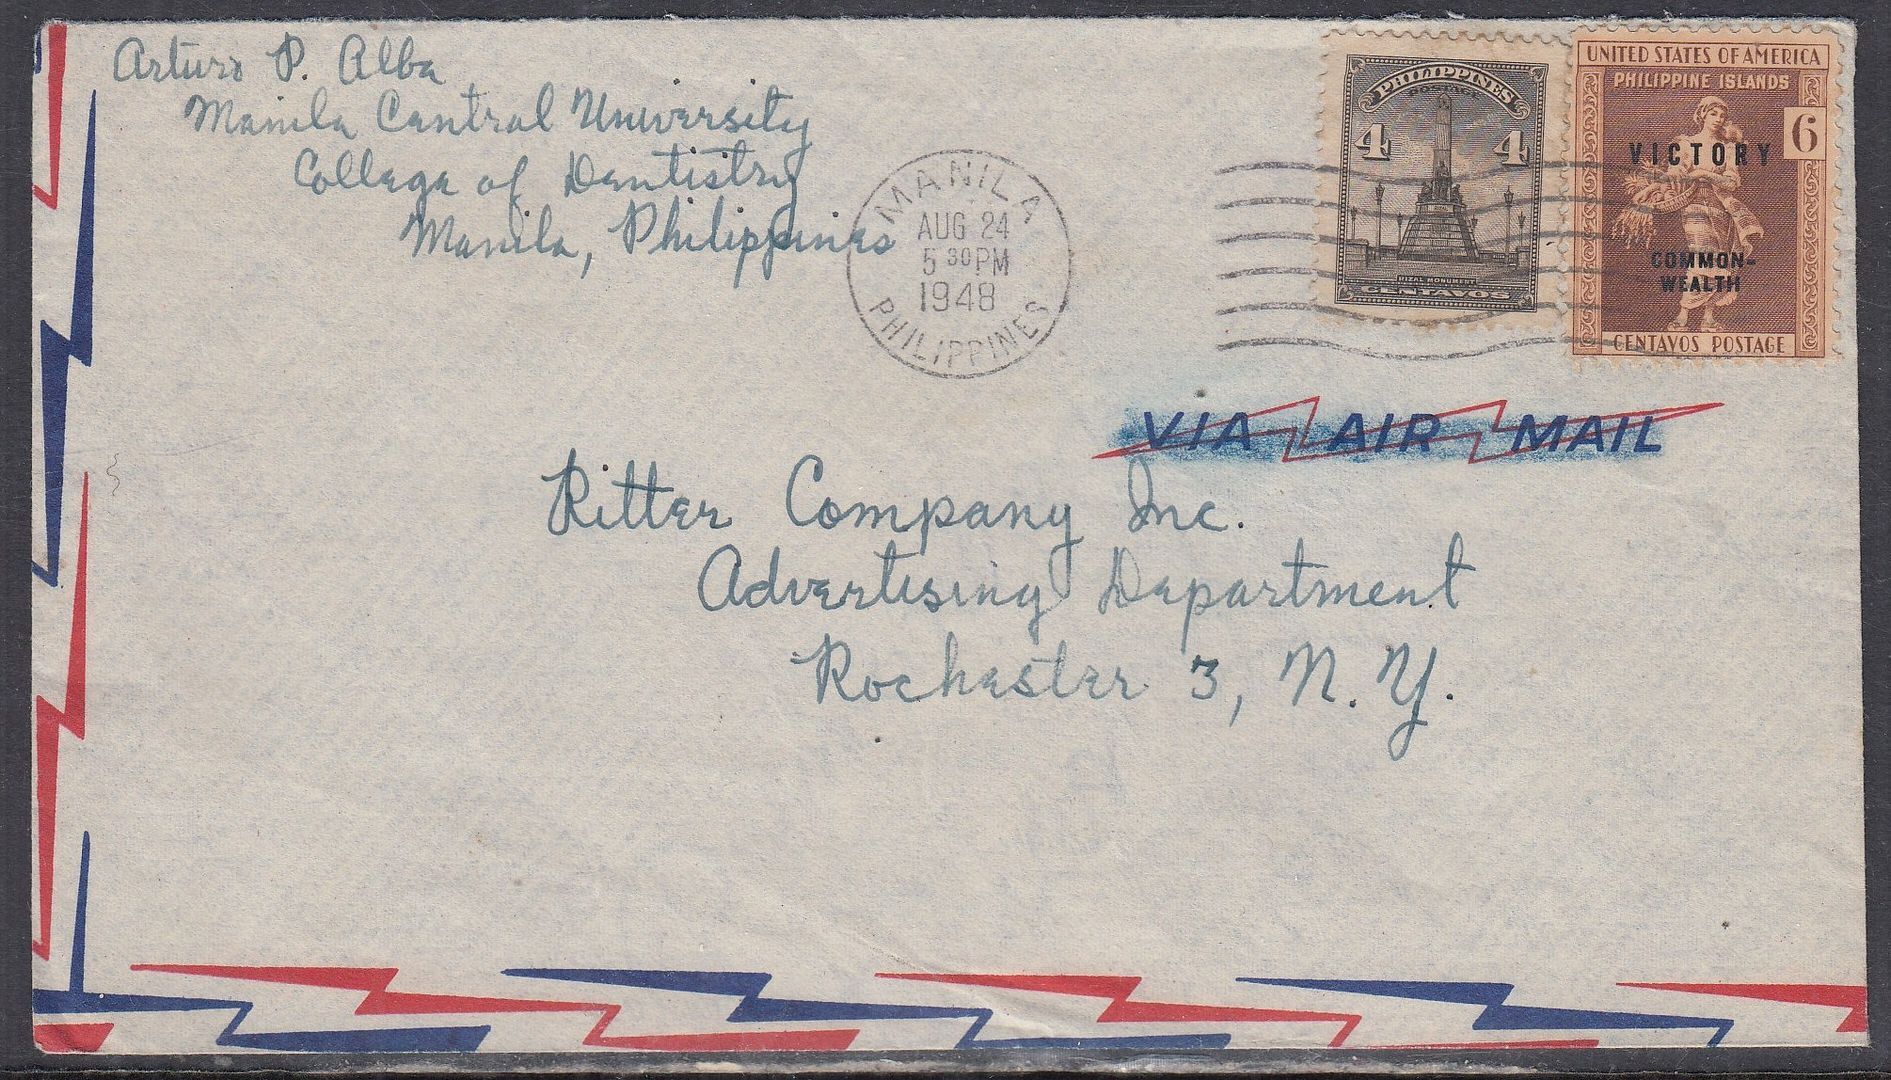 Arturo P. Alba
Manila Central University
College of Dentistry
Manila, Philippines
MANILA
AUG 24
5 30 PM
1948
PHILIPPINES
PHILIPPINES
POSTAGE
4 4
RIZAL MONUMENT
CENTAVOS
UNITED STATES OF AMERICA
PHILIPPINE ISLANDS
6
VICTORY
COMMON-
WEALTH
CENTAVOS POSTAGE
VIA AIR MAIL
Ritter Company Inc.
Advertising Department
Rochester 3, N. Y.